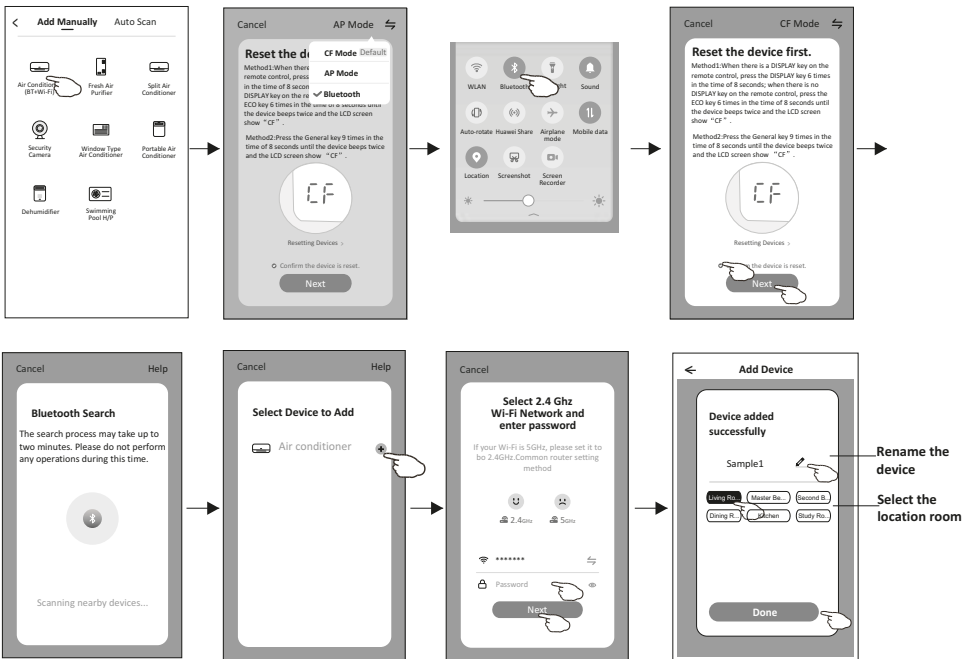 Add Manually Auto Scan
Air Condition
(BT+Wi-Fi)
Fresh Air
Purifier
Split Air
Conditioner
Security
Camera
Window Type
Air Conditioner
Portable Air
Conditioner
Dehumidifier
Swimming
Pool H/P
Cancel AP Mode
Reset the de
CF Mode Default
AP Mode
Bluetooth
Method1:When there
remote control, press
in the time of 8 secon
DISPLAY key on the re
ECO key 6 times in the time of 8 seconds until
the device beeps twice and the LCD screen
show “CF”.
Method2:Press the General key 9 times in the
time of 8 seconds until the device beeps twice
and the LCD screen show “CF”.
CF
Resetting Devices >
Confirm the device is reset.
Next
WLAN Bluetooth ht Sound
Auto-rotate Huawei Share Airplane mode Mobile data
Location Screenshot Screen Recorder
Cancel CF Mode
Reset the device first.
Method1:When there is a DISPLAY key on the
remote control, press the DISPLAY key 6 times
in the time of 8 seconds; when there is no
DISPLAY key on the remote control, press the
ECO key 6 times in the time of 8 seconds until
the device beeps twice and the LCD screen
show “CF”.
Method2:Press the General key 9 times in the
time of 8 seconds until the device beeps twice
and the LCD screen show “CF”.
CF
Resetting Devices >
the device is reset.
Next
Cancel Help
Bluetooth Search
The search process may take up to
two minutes. Please do not perform
any operations during this time.
Scanning nearby devices...
Cancel Help
Select Device to Add
Air conditioner
Cancel
Select 2.4 Ghz
Wi-Fi Network and
enter password
If your Wi-Fi is 5GHz, please set it to
bo 2.4GHz.Common router setting
method
2.4GHz 5GHz
*******
Password
Next
Add Device
Device added
successfully
Sample1
Living Ro... Master Be... Second B...
Dining R... Kitchen Study Ro...
Done
Rename the
device
Select the
location room